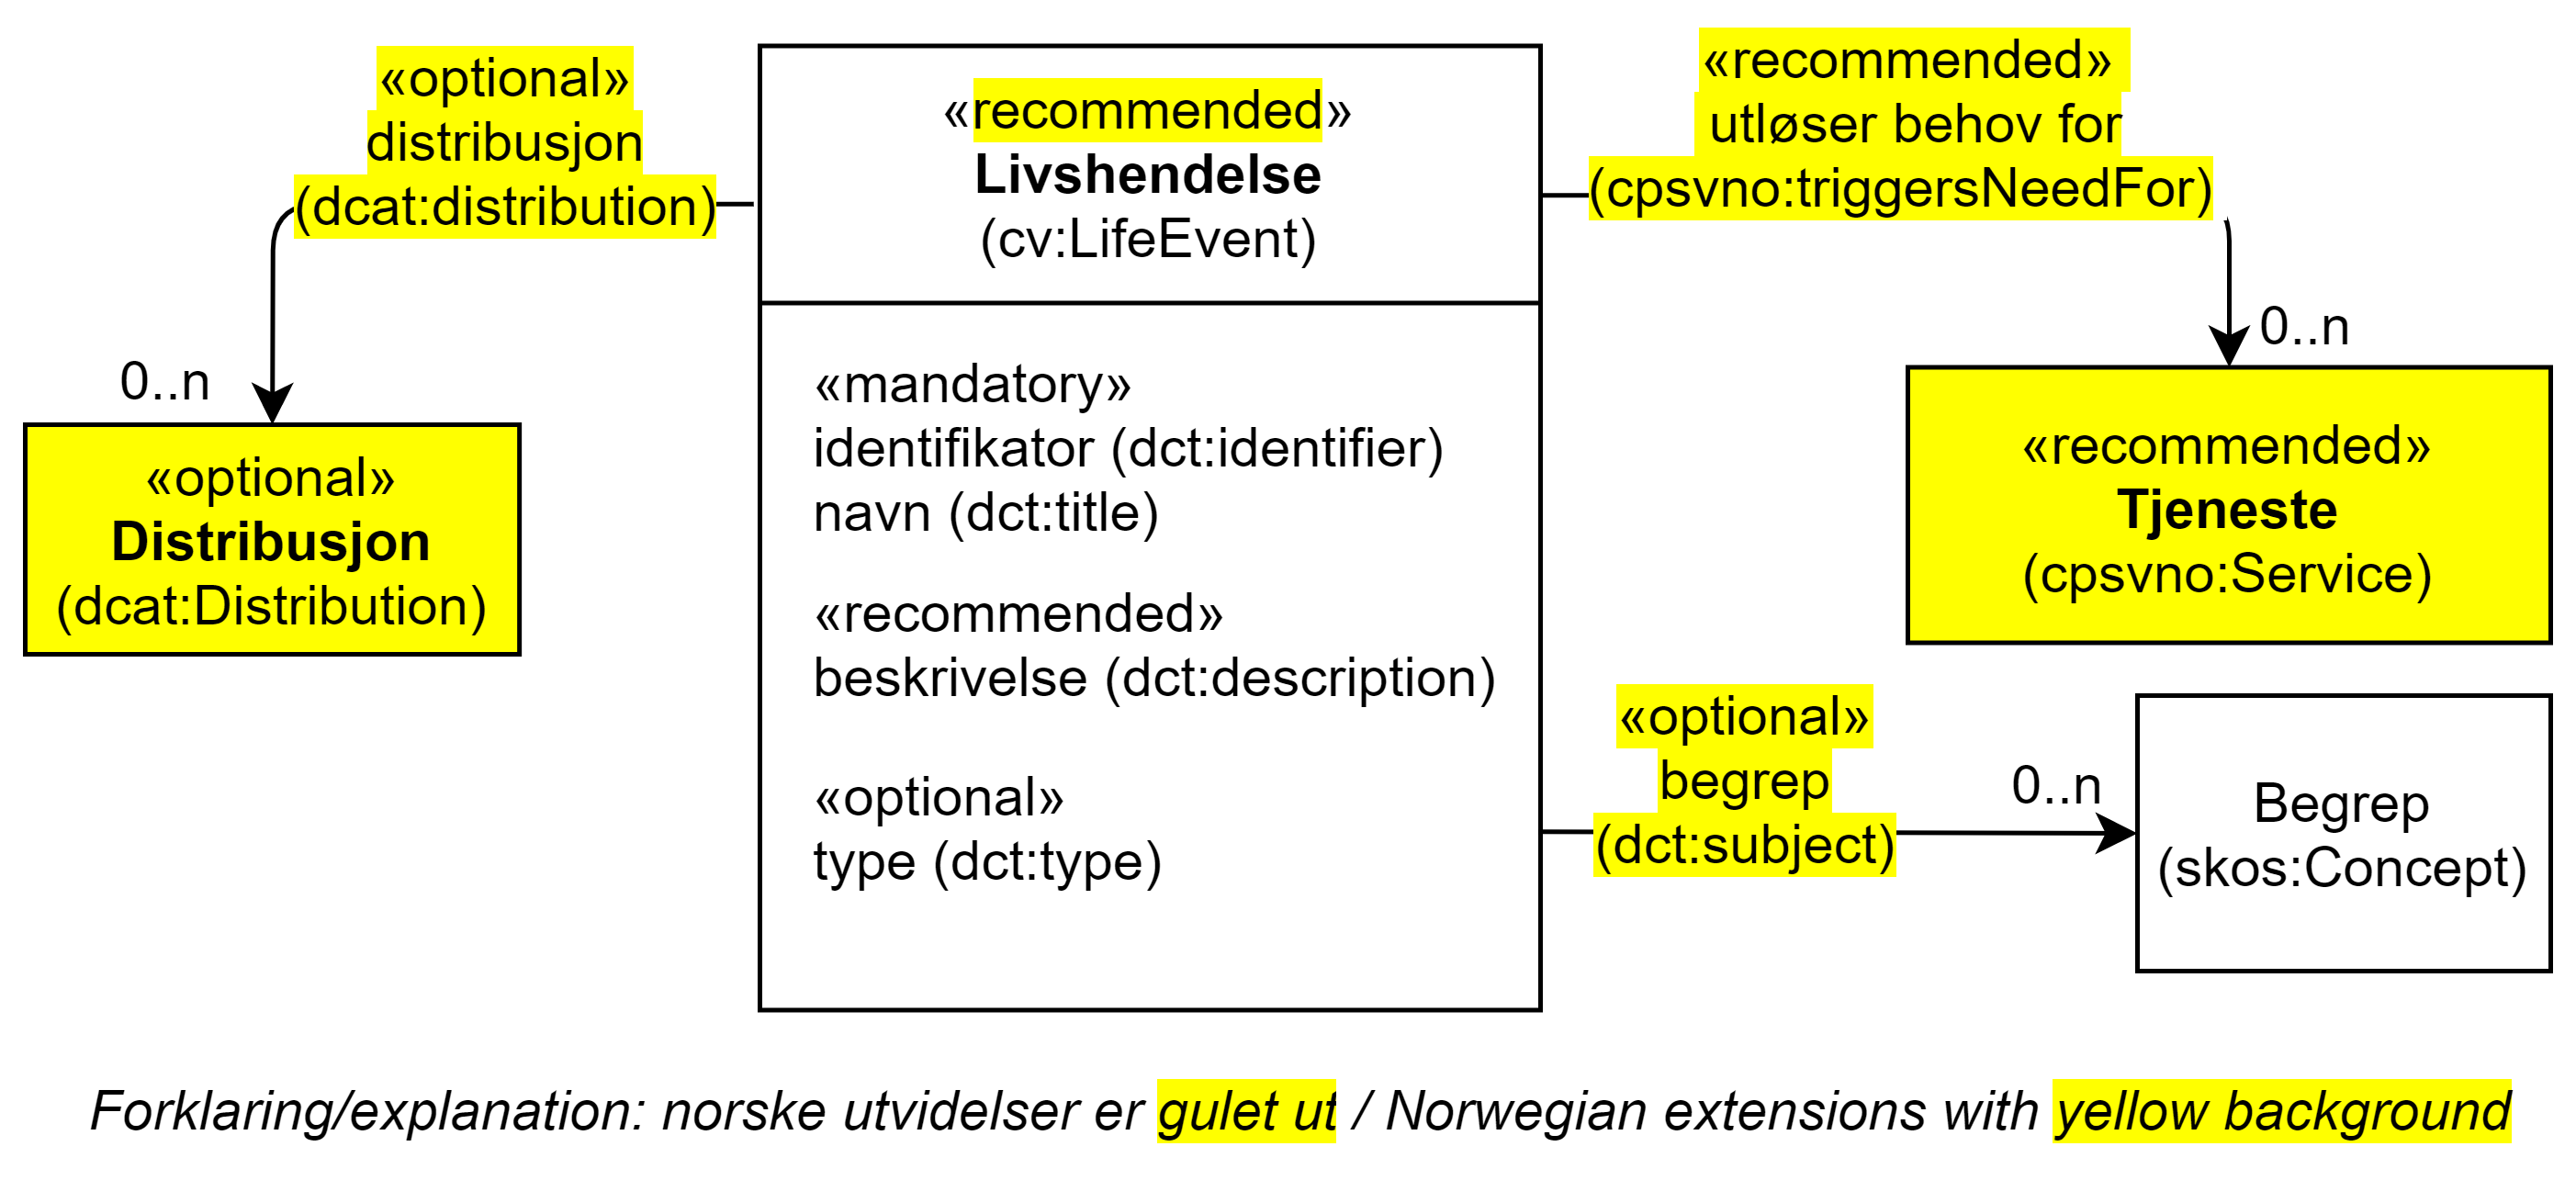 «optional»
distribusjon
(dcat:distribution)
0..n
«optional»
Distribusjon
(dcat:Distribution)
«recommended»
Livshendelse
(cv:LifeEvent)
«mandatory»
identifikator (dct:identifier)
navn (dct:title)
«recommended»
beskrivelse (dct:description)
«optional»
type (dct:type)
«recommended»
utløser behov for
(cpsvno:triggersNeedFor)
0..n
«recommended»
Tjeneste
(cpsvno:Service)
«optional»
begrep
(dct:subject)
0..n
Begrep
(skos:Concept)
Forklaring/explanation: norske utvidelser er gulet ut / Norwegian extensions with yellow background